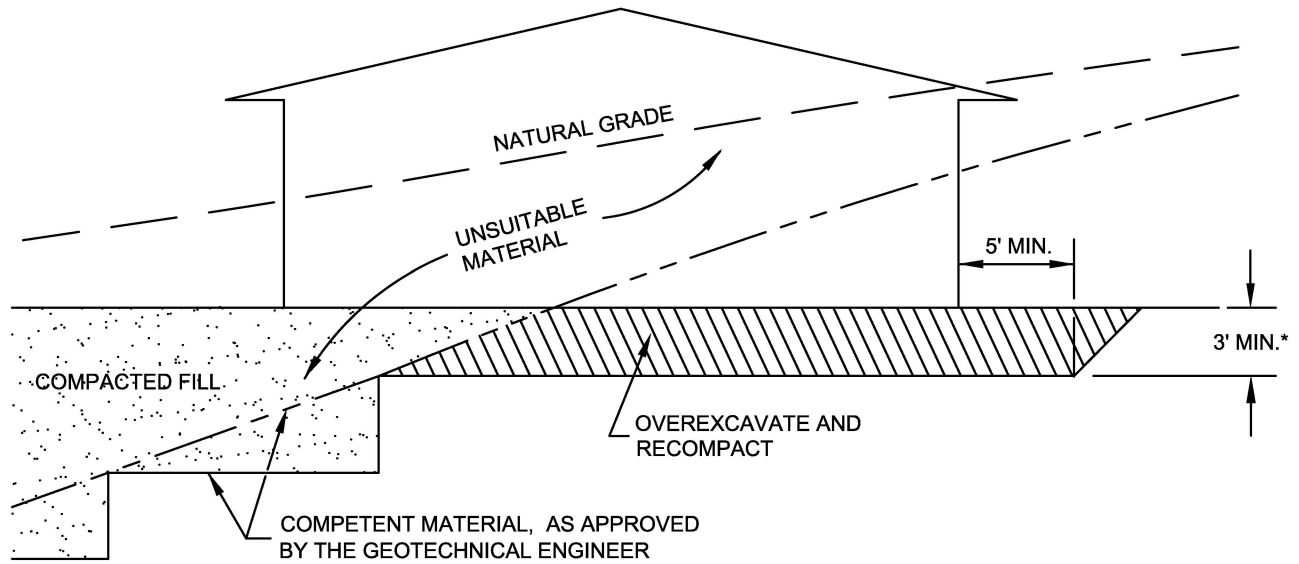 NATURAL GRADE
UNSUITABLE
MATERIAL
5' MIN.
3' MIN.*
COMPACTED FILL
OVEREXCAVATE AND
RECOMPACT
COMPETENT MATERIAL, AS APPROVED
BY THE GEOTECHNICAL ENGINEER